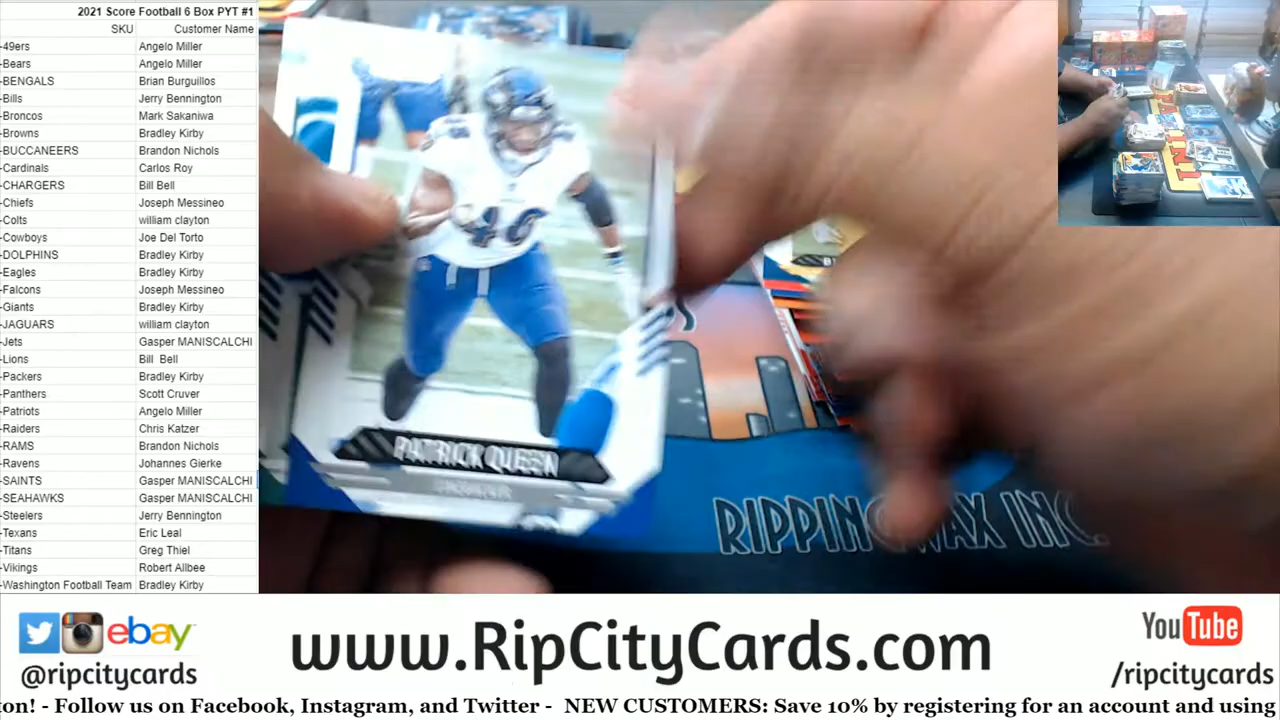 2021 Score Football 6 Box PYT #1
SKU Customer Name
-49ers Angelo Miller
-Bears Angelo Miller
-BENGALS Brian Burguillos
-Bills Jerry Bennington
-Broncos Mark Sakaniwa
-Browns Bradley Kirby
-BUCCANEERS Brandon Nichols
-Cardinals Carlos Roy
-CHARGERS Bill Bell
-Chiefs Joseph Messineo
-Colts william clayton
-Cowboys Joe Del Torto
-DOLPHINS Bradley Kirby
-Eagles Bradley Kirby
-Falcons Joseph Messineo
-Giants Bradley Kirby
-JAGUARS william clayton
-Jets Gasper MANISCALCHI
-Lions Bill Bell
-Packers Bradley Kirby
-Panthers Scott Cruver
-Patriots Angelo Miller
-Raiders Chris Katzer
-RAMS Brandon Nichols
-Ravens Johannes Gierke
-SAINTS Gasper MANISCALCHI
-SEAHAWKS Gasper MANISCALCHI
-Steelers Jerry Bennington
-Texans Eric Leal
-Titans Greg Thiel
-Vikings Robert Allbee
-Washington Football Team Bradley Kirby
PATRICK QUEEN
RIPPING WAX INC.
ebay
@ripcitycards
www.RipCityCards.com
YouTube
/ripcitycards
ton! - Follow us on Facebook, Instagram, and Twitter - NEW CUSTOMERS: Save 10% by registering for an account and using